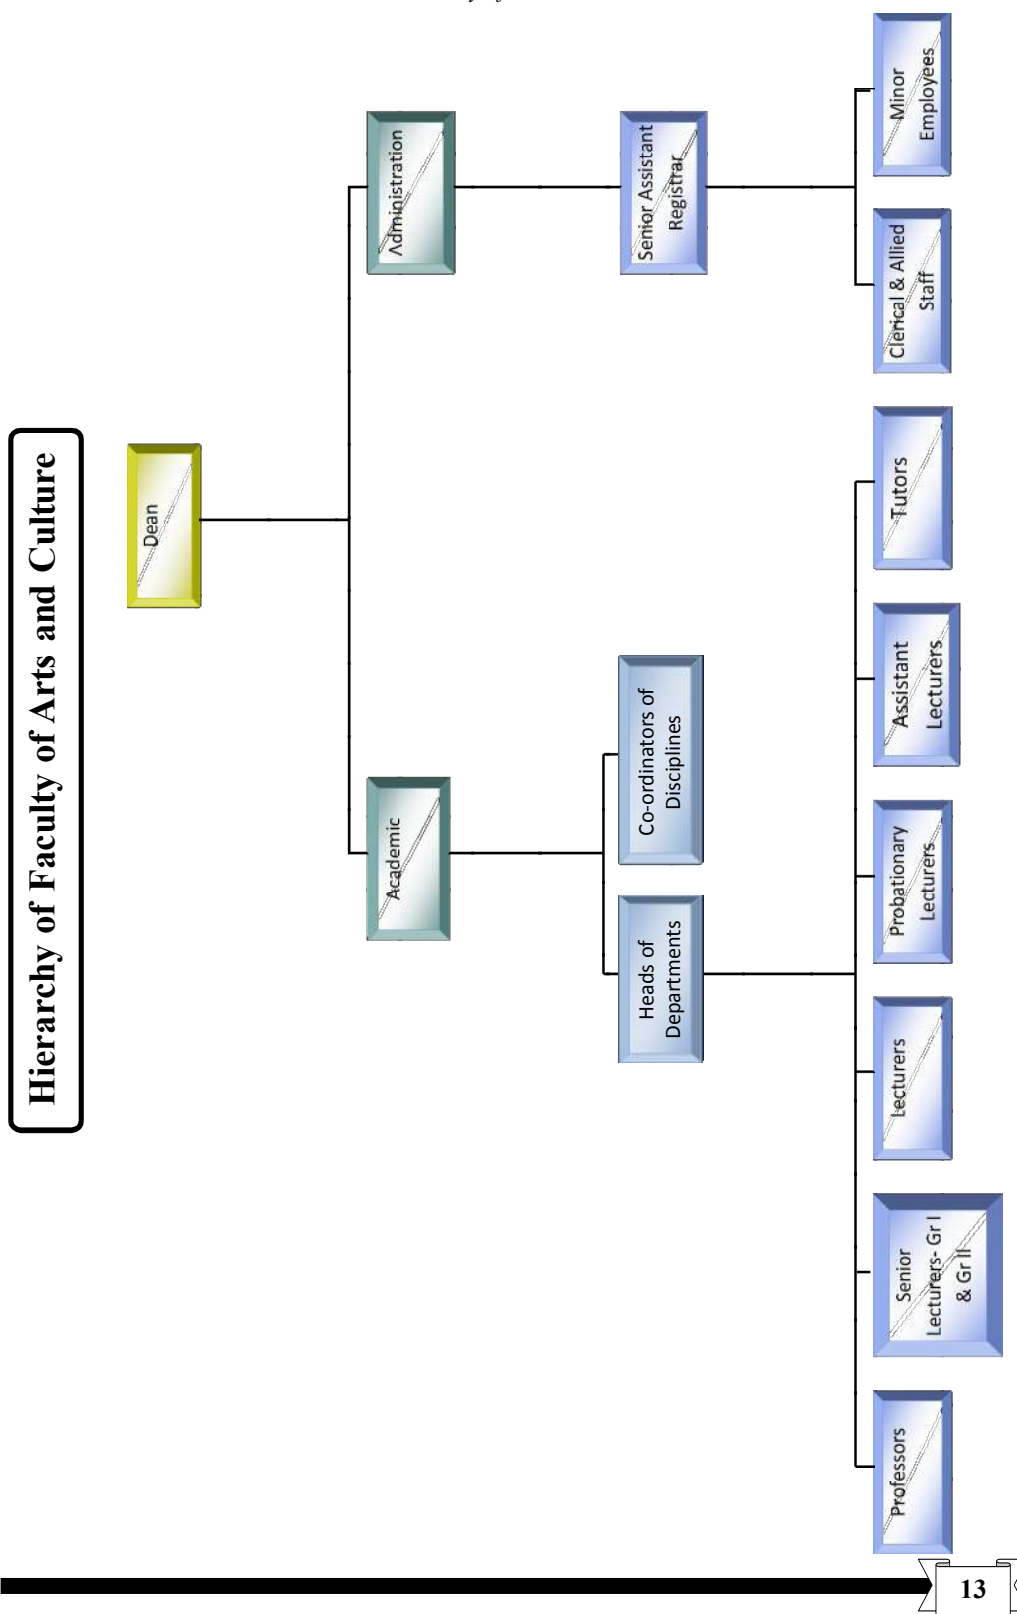 Hierarchy of Faculty of Arts and Culture
Dean
Academic
Administration
Heads of
Departments
Co-ordinators of
Disciplines
Senior Assistant
Registrar
Professors
Senior
Lecturers- Gr I
& Gr II
Lecturers
Probationary
Lecturers
Assistant
Lecturers
Tutors
Clerical & Allied
Staff
Minor
Employees
13